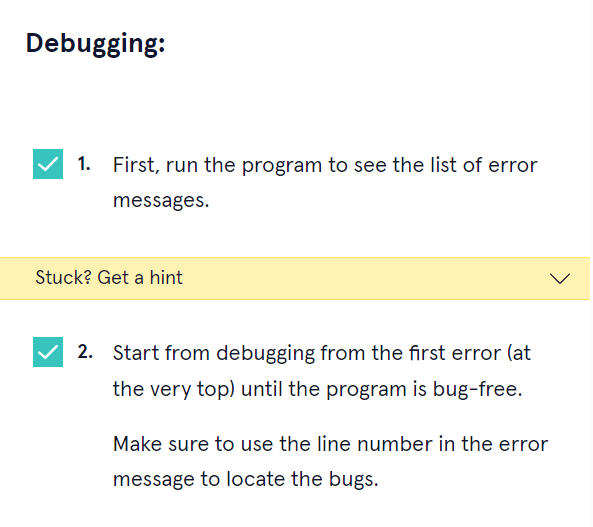 Debugging:
1. First, run the program to see the list of error
messages.
Stuck? Get a hint
2. Start from debugging from the first error (at
the very top) until the program is bug-free.
Make sure to use the line number in the error
message to locate the bugs.